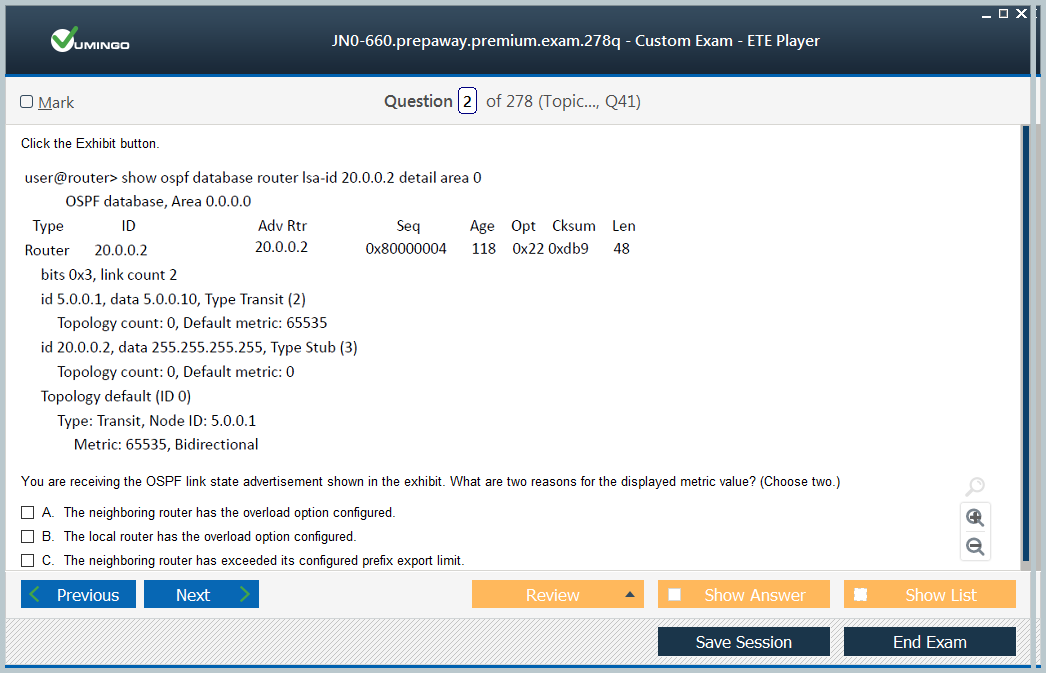 VUMINGO
JN0-660.prepaway.premium.exam.278q - Custom Exam - ETE Player
Mark
Question 2 of 278 (Topic..., Q41)
Click the Exhibit button.
user@router> show ospf database router lsa-id 20.0.0.2 detail area 0
OSPF database, Area 0.0.0.0
Type ID Adv Rtr Seq Age Opt Cksum Len
Router 20.0.0.2 20.0.0.2 0x80000004 118 0x22 0xdb9 48
bits 0x3, link count 2
id 5.0.0.1, data 5.0.0.10, Type Transit (2)
Topology count: 0, Default metric: 65535
id 20.0.0.2, data 255.255.255.255, Type Stub (3)
Topology count: 0, Default metric: 0
Topology default (ID 0)
Type: Transit, Node ID: 5.0.0.1
Metric: 65535, Bidirectional
You are receiving the OSPF link state advertisement shown in the exhibit. What are two reasons for the displayed metric value? (Choose two.)
A. The neighboring router has the overload option configured.
B. The local router has the overload option configured.
C. The neighboring router has exceeded its configured prefix export limit.
Previous Next Review Show Answer Show List
Save Session End Exam